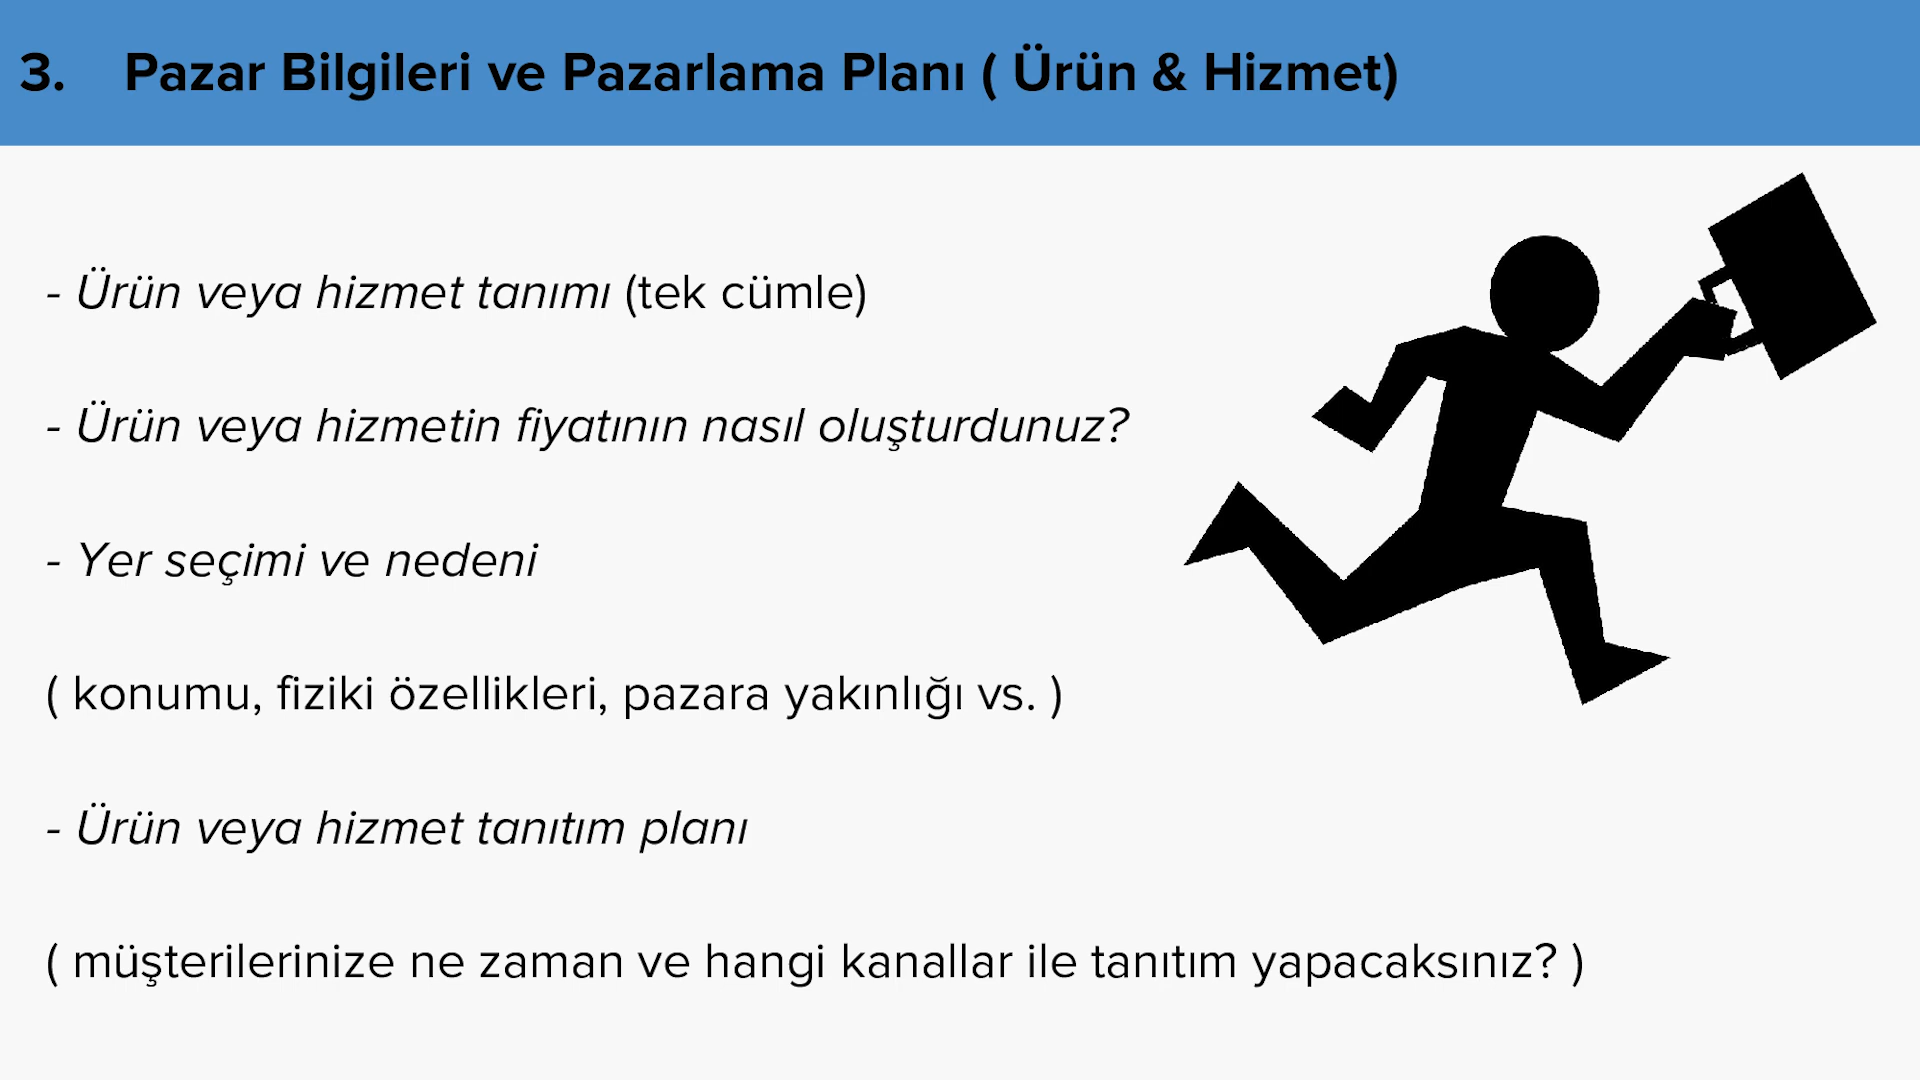 3. Pazar Bilgileri ve Pazarlama Planı ( Ürün & Hizmet)
- Ürün veya hizmet tanımı (tek cümle)
- Ürün veya hizmetin fiyatının nasıl oluşturdunuz?
- Yer seçimi ve nedeni
( konumu, fiziki özellikleri, pazara yakınlığı vs. )
- Ürün veya hizmet tanıtım planı
( müşterilerinize ne zaman ve hangi kanallar ile tanıtım yapacaksınız? )